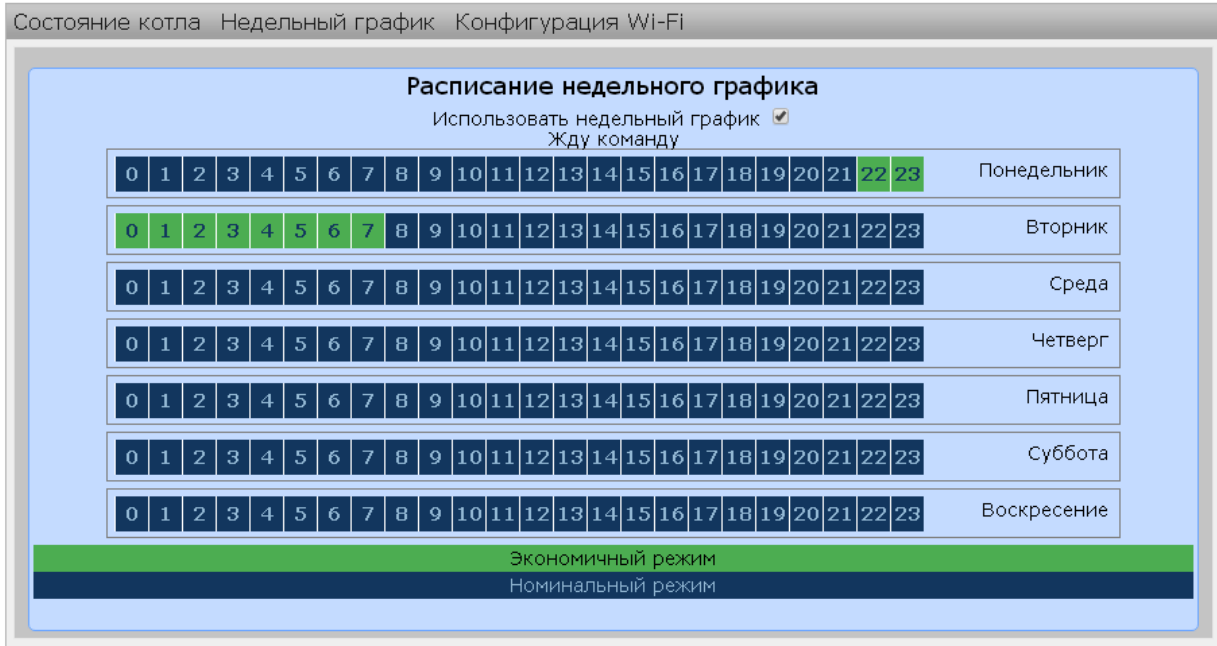 Состояние котла Недельный график Конфигурация Wi-Fi
Расписание недельного графика
Использовать недельный график
Жду команду
0 1 2 3 4 5 6 7 8 9 10 11 12 13 14 15 16 17 18 19 20 21 22 23 Понедельник
0 1 2 3 4 5 6 7 8 9 10 11 12 13 14 15 16 17 18 19 20 21 22 23 Вторник
0 1 2 3 4 5 6 7 8 9 10 11 12 13 14 15 16 17 18 19 20 21 22 23 Среда
0 1 2 3 4 5 6 7 8 9 10 11 12 13 14 15 16 17 18 19 20 21 22 23 Четверг
0 1 2 3 4 5 6 7 8 9 10 11 12 13 14 15 16 17 18 19 20 21 22 23 Пятница
0 1 2 3 4 5 6 7 8 9 10 11 12 13 14 15 16 17 18 19 20 21 22 23 Суббота
0 1 2 3 4 5 6 7 8 9 10 11 12 13 14 15 16 17 18 19 20 21 22 23 Воскресение
Экономичный режим
Номинальный режим